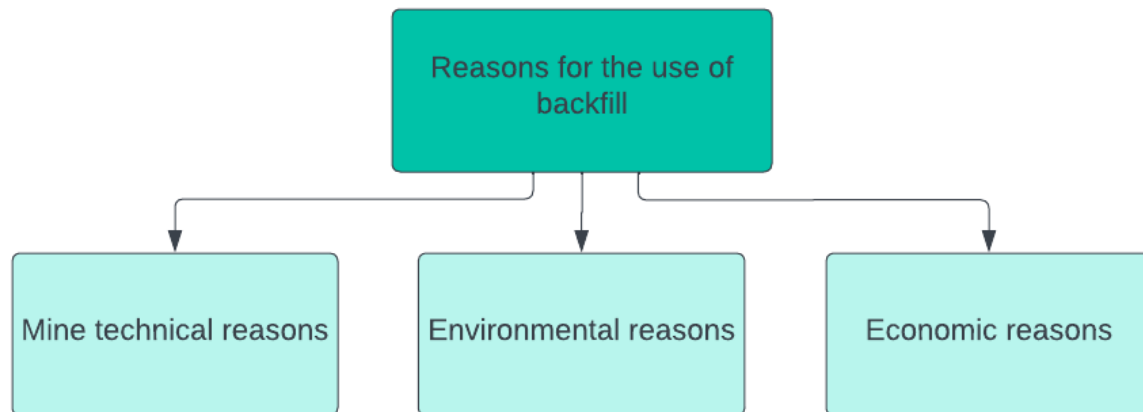 Reasons for the use of
backfill
Mine technical reasons
Environmental reasons
Economic reasons